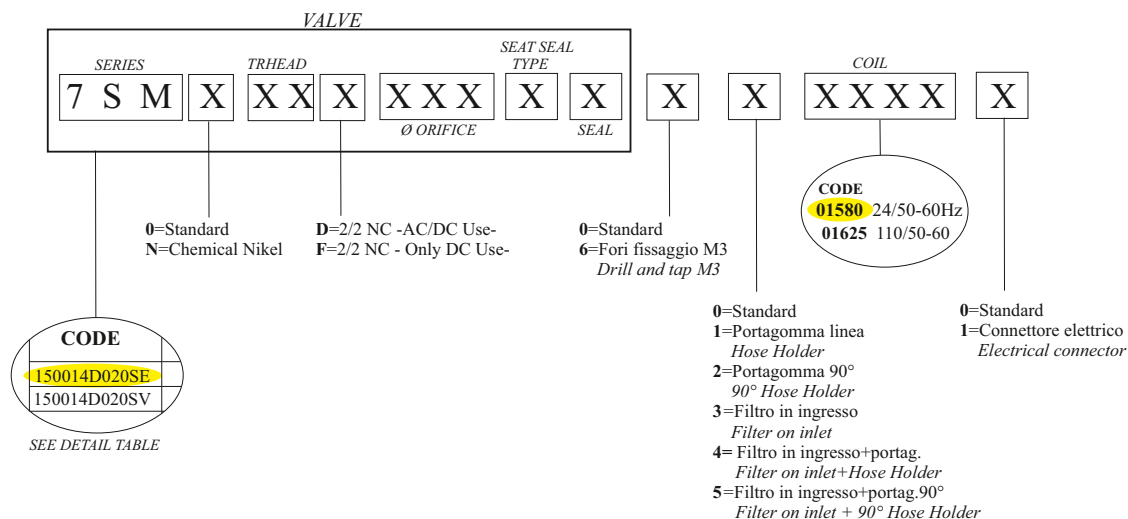 VALVE
SERIES
TRHEAD
SEAT SEAL
TYPE
COIL
7 S M X X X X X X X X X X X X X X X X
Ø ORIFICE
SEAL
0=Standard
N=Chemical Nikel
D=2/2 NC -AC/DC Use-
F=2/2 NC - Only DC Use-
0=Standard
6=Fori fissaggio M3
Drill and tap M3
CODE
01580 24/50-60Hz
01625 110/50-60
0=Standard
1=Portagomma linea
Hose Holder
2=Portagomma 90°
90° Hose Holder
3=Filtro in ingresso
Filter on inlet
4= Filtro in ingresso+portag.
Filter on inlet+Hose Holder
5=Filtro in ingresso+portag.90°
Filter on inlet + 90° Hose Holder
0=Standard
1=Connettore elettrico
Electrical connector
CODE
150014D020SE
150014D020SV
SEE DETAIL TABLE